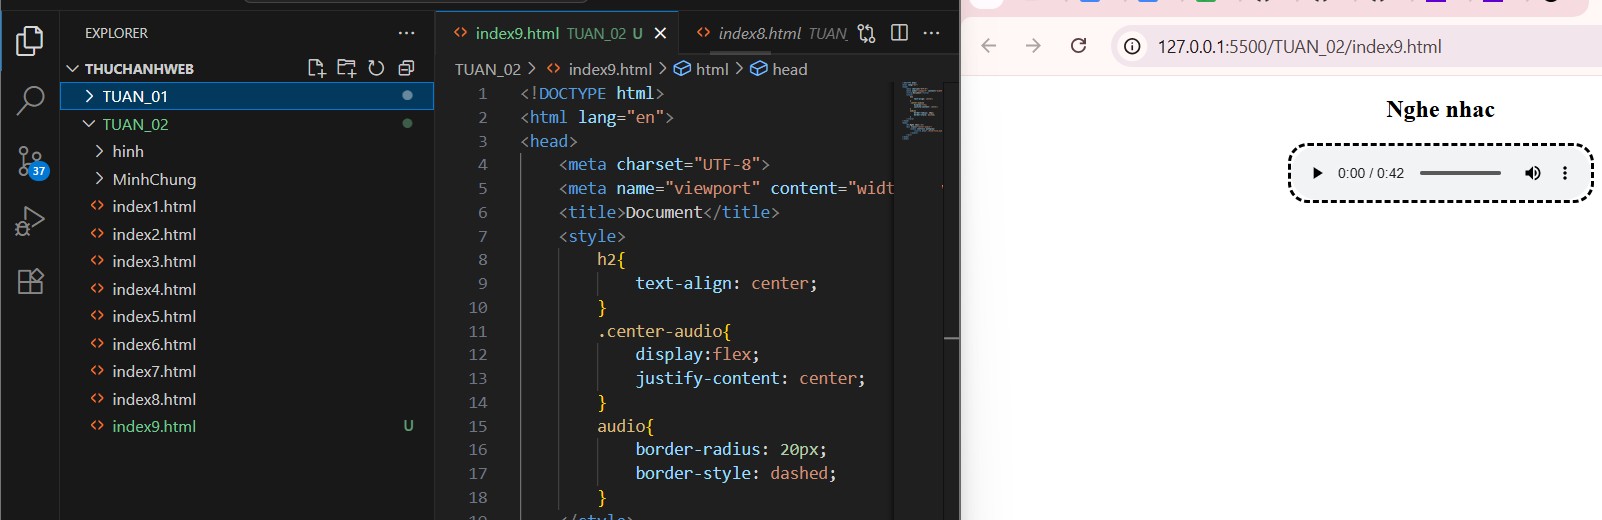 EXPLORER
THUCHANHWEB
TUAN_01
TUAN_02
hinh
MinhChung
index1.html
index2.html
index3.html
index4.html
index5.html
index6.html
index7.html
index8.html
index9.html U
37
index9.html TUAN_02 U
index8.html TUAN_
TUAN_02 > index9.html > html > head
1 <!DOCTYPE html>
2 <html lang="en">
3 <head>
4 <meta charset="UTF-8">
5 <meta name="viewport" content="widt
6 <title>Document</title>
7 <style>
8 h2{
9 text-align: center;
10 }
11 .center-audio{
12 display:flex;
13 justify-content: center;
14 }
15 audio{
16 border-radius: 20px;
17 border-style: dashed;
18 }
127.0.0.1:5500/TUAN_02/index9.html
Nghe nhac
0:00 / 0:42